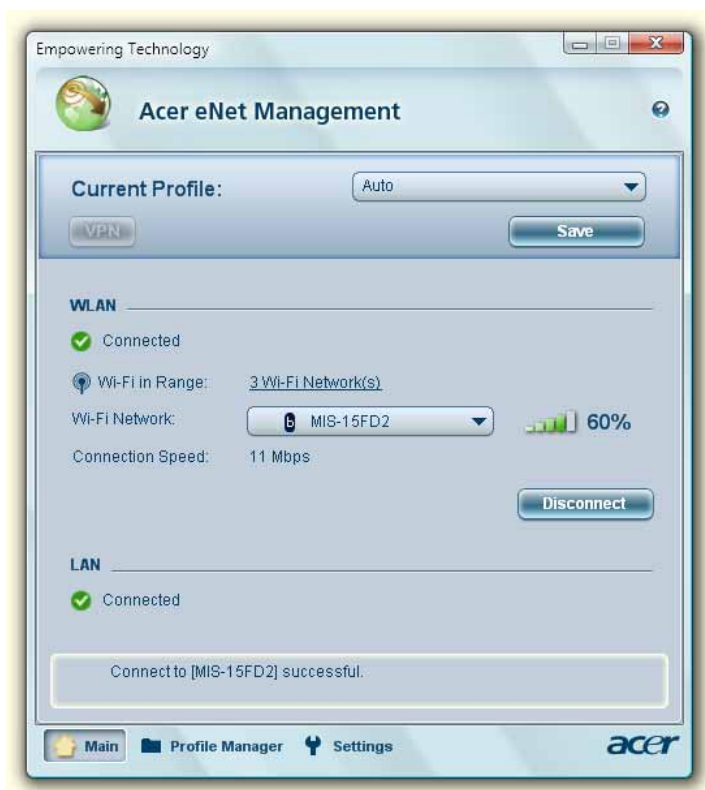 Empowering Technology
Acer eNet Management
Current Profile: Auto
VPN Save
WLAN
Connected
Wi-Fi in Range: 3 Wi-Fi Network(s)
Wi-Fi Network: b MIS-15FD2 60%
Connection Speed: 11 Mbps
Disconnect
LAN
Connected
Connect to [MIS-15FD2] successful.
Main Profile Manager Settings acer